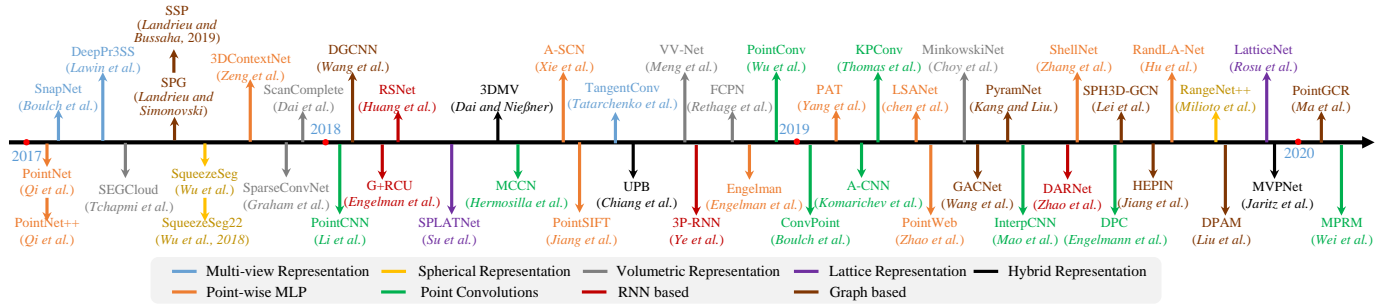 SSP
(Landrieu and
Bussaha, 2019)
DeepPr3SS
(Lawin et al.)
SnapNet
(Boulch et al.)
SPG
(Landrieu and
Simonovski)
3DContextNet
(Zeng et al.)
ScanComplete
(Dai et al.)
DGCNN
(Wang et al.)
RSNet
(Huang et al.)
3DMV
(Dai and Nießner)
A-SCN
(Xie et al.)
TangentConv
(Tatarchenko et al.)
VV-Net
(Meng et al.)
FCPN
(Rethage et al.)
PointConv
(Wu et al.)
PAT
(Yang et al.)
KPConv
(Thomas et al.)
LSANet
(chen et al.)
MinkowskiNet
(Choy et al.)
PyramNet
(Kang and Liu.)
ShellNet
(Zhang et al.)
SPH3D-GCN
(Lei et al.)
RandLA-Net
(Hu et al.)
RangeNet++
(Milioto et al.)
LatticeNet
(Rosu et al.)
PointGCR
(Ma et al.)
2017
2018
2019
2020
PointNet
(Qi et al.)
PointNet++
(Qi et al.)
SEGCloud
(Tchapmi et al.)
SqueezeSeg
(Wu et al.)
SqueezeSeg22
(Wu et al., 2018)
SparseConvNet
(Graham et al.)
PointCNN
(Li et al.)
G+RCU
(Engelman et al.)
SPLATNet
(Su et al.)
MCCN
(Hermosilla et al.)
PointSIFT
(Jiang et al.)
UPB
(Chiang et al.)
3P-RNN
(Ye et al.)
Engelman
(Engelman et al.)
ConvPoint
(Boulch et al.)
A-CNN
(Komarichev et al.)
PointWeb
(Zhao et al.)
GACNet
(Wang et al.)
InterpCNN
(Mao et al.)
DARNet
(Zhao et al.)
DPC
(Engelmann et al.)
HEPIN
(Jiang et al.)
DPAM
(Liu et al.)
MVPNet
(Jaritz et al.)
MPRM
(Wei et al.)
Multi-view Representation
Spherical Representation
Volumetric Representation
Lattice Representation
Hybrid Representation
Point-wise MLP
Point Convolutions
RNN based
Graph based